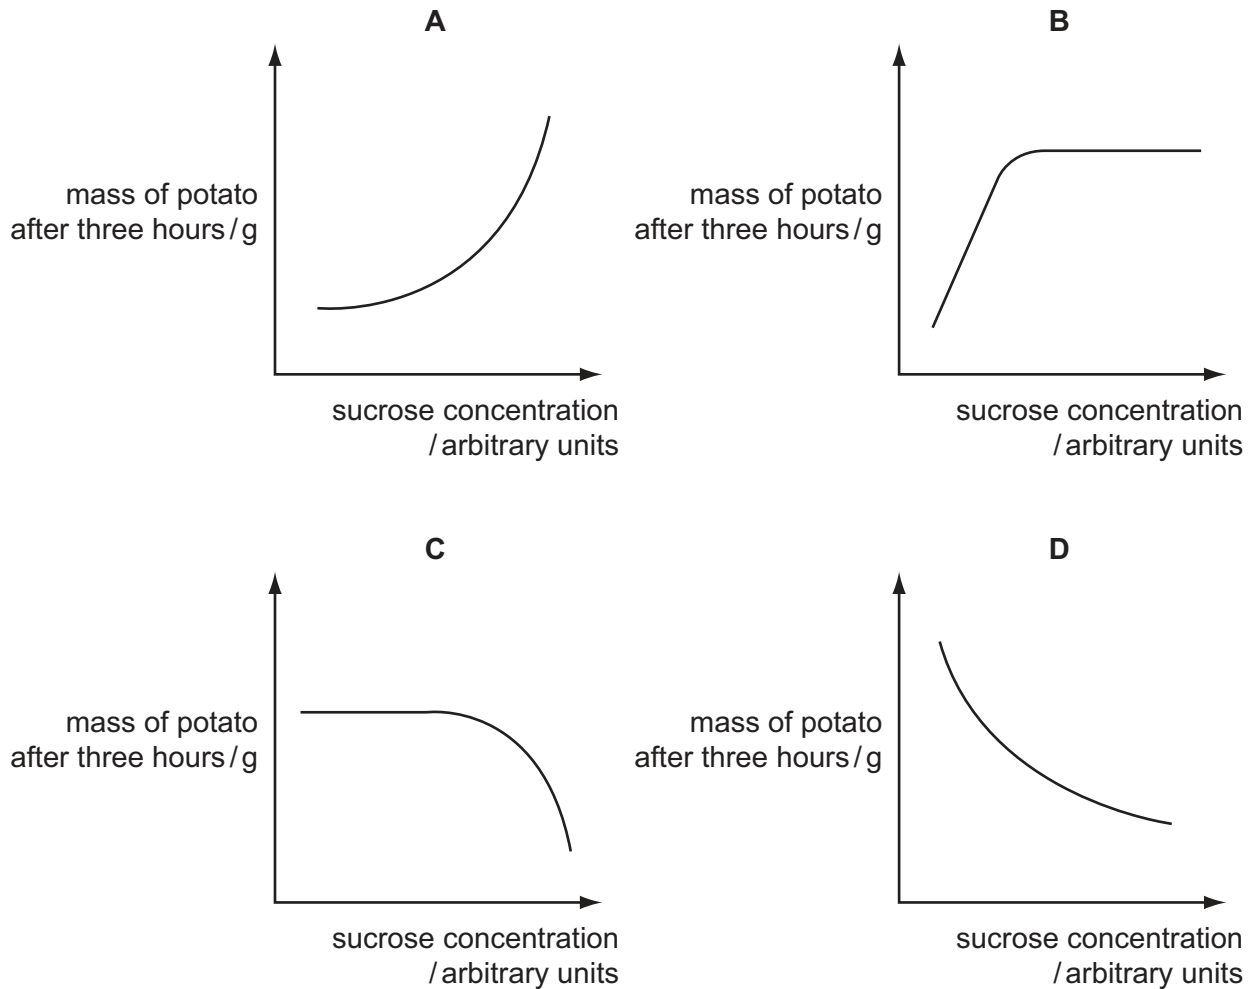 A
mass of potato
after three hours / g
sucrose concentration
/ arbitrary units
B
mass of potato
after three hours / g
sucrose concentration
/ arbitrary units
C
mass of potato
after three hours / g
sucrose concentration
/ arbitrary units
D
mass of potato
after three hours / g
sucrose concentration
/ arbitrary units